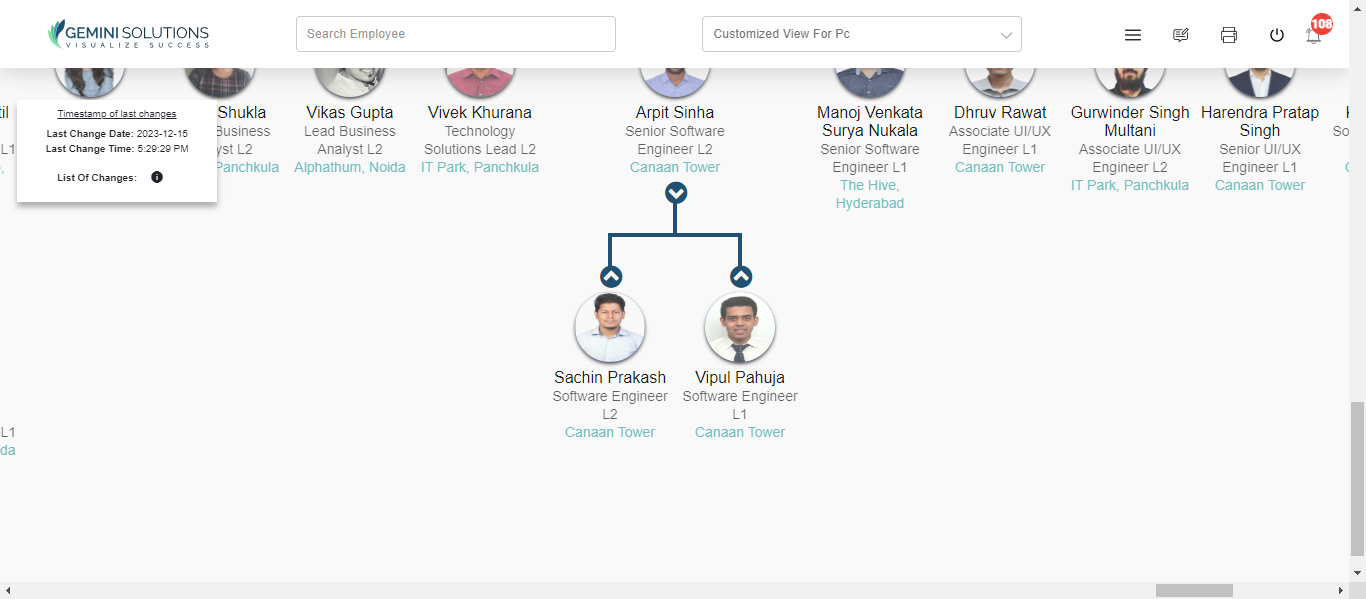 GEMINI SOLUTIONS
VISUALIZE SUCCESS
Search Employee
Customized View For Pc
108
til
L1
,
Timestamp of last changes
Last Change Date: 2023-12-15
Last Change Time: 5:29:29 PM
List Of Changes:
Shukla
Business
yst L2
Panchkula
Vikas Gupta
Lead Business
Analyst L2
Alphathum, Noida
Vivek Khurana
Technology
Solutions Lead L2
IT Park, Panchkula
Arpit Sinha
Senior Software
Engineer L2
Canaan Tower
Manoj Venkata
Surya Nukala
Senior Software
Engineer L1
The Hive,
Hyderabad
Dhruv Rawat
Associate UI/UX
Engineer L1
Canaan Tower
Gurwinder Singh
Multani
Associate UI/UX
Engineer L2
IT Park, Panchkula
Harendra Pratap
Singh
Senior UI/UX
Engineer L1
Canaan Tower
So
Sachin Prakash
Software Engineer
L2
Canaan Tower
Vipul Pahuja
Software Engineer
L1
Canaan Tower
L1
da